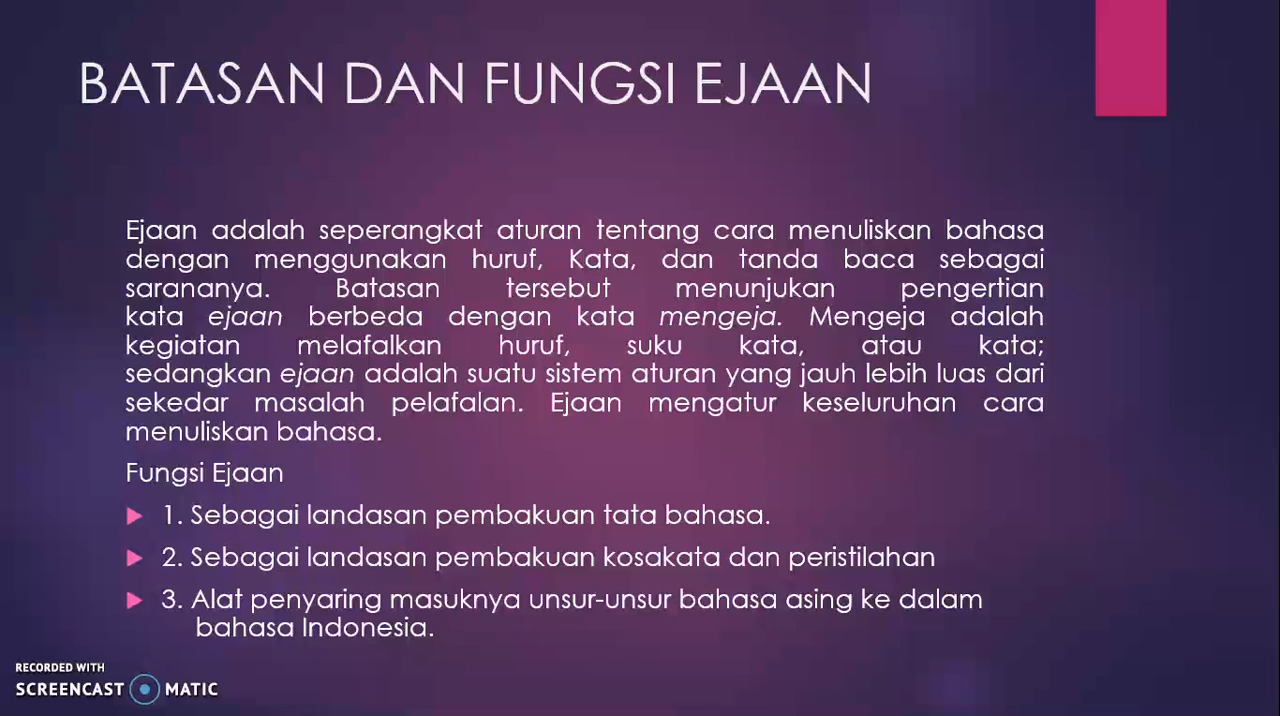 BATASAN DAN FUNGSI EJAAN
Ejaan adalah seperangkat aturan tentang cara menuliskan bahasa
dengan menggunakan huruf, Kata, dan tanda baca sebagai
sarananya. Batasan tersebut menunjukan pengertian
kata ejaan berbeda dengan kata mengeja. Mengeja adalah
kegiatan melafalkan huruf, suku kata, atau kata;
sedangkan ejaan adalah suatu sistem aturan yang jauh lebih luas dari
sekedar masalah pelafalan. Ejaan mengatur keseluruhan cara
menuliskan bahasa.
Fungsi Ejaan
1. Sebagai landasan pembakuan tata bahasa.
2. Sebagai landasan pembakuan kosakata dan peristilahan
3. Alat penyaring masuknya unsur-unsur bahasa asing ke dalam
bahasa Indonesia.
RECORDED WITH
SCREENCAST MATIC